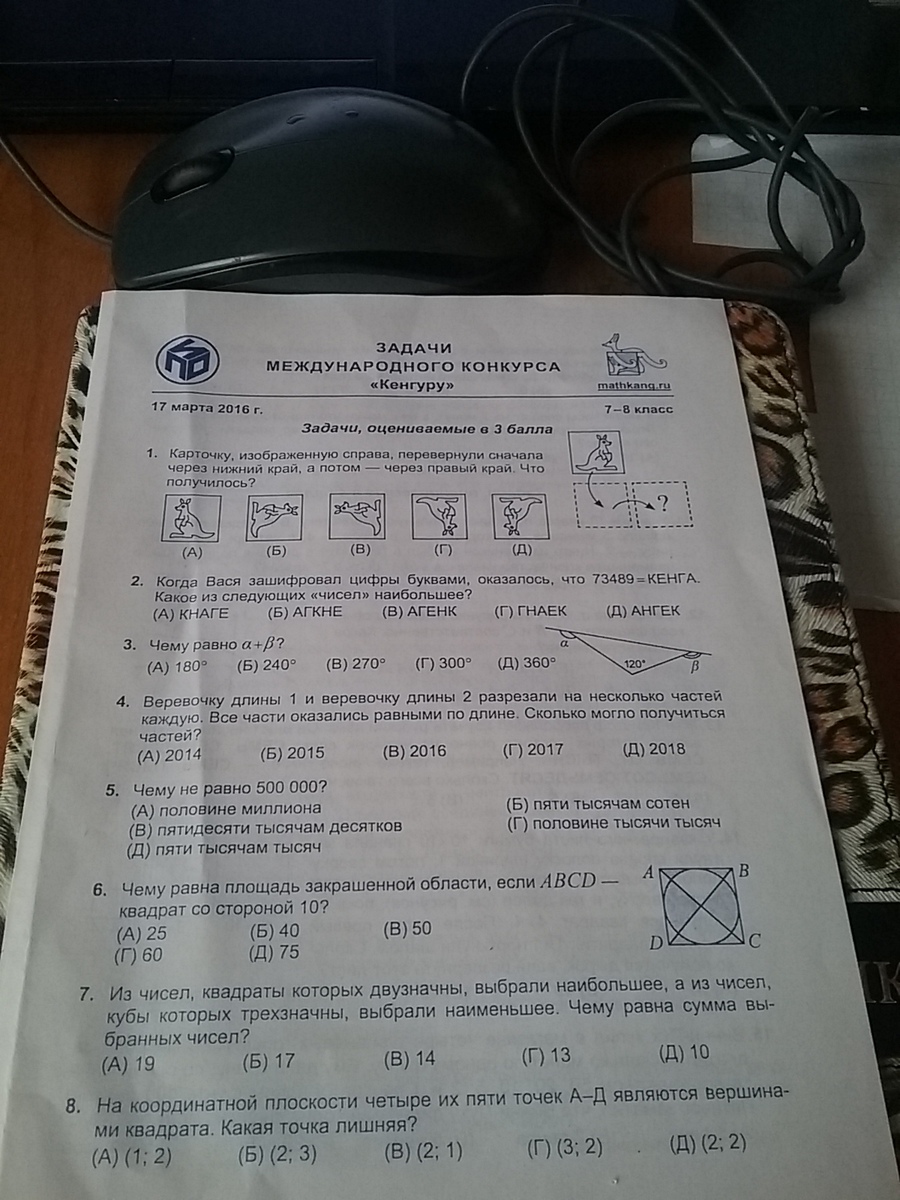 ЗАДАЧИ
МЕЖДУНАРОДНОГО КОНКУРСА
«Кенгуру»
mathkang.ru
17 марта 2016 г.
7–8 класс
Задачи, оцениваемые в 3 балла
1. Карточку, изображенную справа, перевернули сначала
через нижний край, а потом — через правый край. Что
получилось?
?
(А) (Б) (В) (Г) (Д)
2. Когда Вася зашифровал цифры буквами, оказалось, что 73489=КЕНГА.
Какое из следующих «чисел» наибольшее?
(А) КНАГЕ (Б) АГКНЕ (В) АГЕНК (Г) ГНАЕК (Д) АНГЕК
3. Чему равно α+β?
(А) 180° (Б) 240° (В) 270° (Г) 300° (Д) 360°
α
120°
β
4. Веревочку длины 1 и веревочку длины 2 разрезали на несколько частей
каждую. Все части оказались равными по длине. Сколько могло получиться
частей?
(А) 2014 (Б) 2015 (В) 2016 (Г) 2017 (Д) 2018
5. Чему не равно 500 000?
(А) половине миллиона (Б) пяти тысячам сотен
(В) пятидесяти тысячам десятков (Г) половине тысячи тысяч
(Д) пяти тысячам тысяч
6. Чему равна площадь закрашенной области, если ABCD —
квадрат со стороной 10?
(А) 25 (Б) 40 (В) 50
(Г) 60 (Д) 75
A B
D C
7. Из чисел, квадраты которых двузначны, выбрали наибольшее, а из чисел,
кубы которых трехзначны, выбрали наименьшее. Чему равна сумма вы-
бранных чисел?
(А) 19 (Б) 17 (В) 14 (Г) 13 (Д) 10
8. На координатной плоскости четыре их пяти точек А–Д являются вершина-
ми квадрата. Какая точка лишняя?
(А) (1; 2) (Б) (2; 3) (В) (2; 1) (Г) (3; 2) (Д) (2; 2)